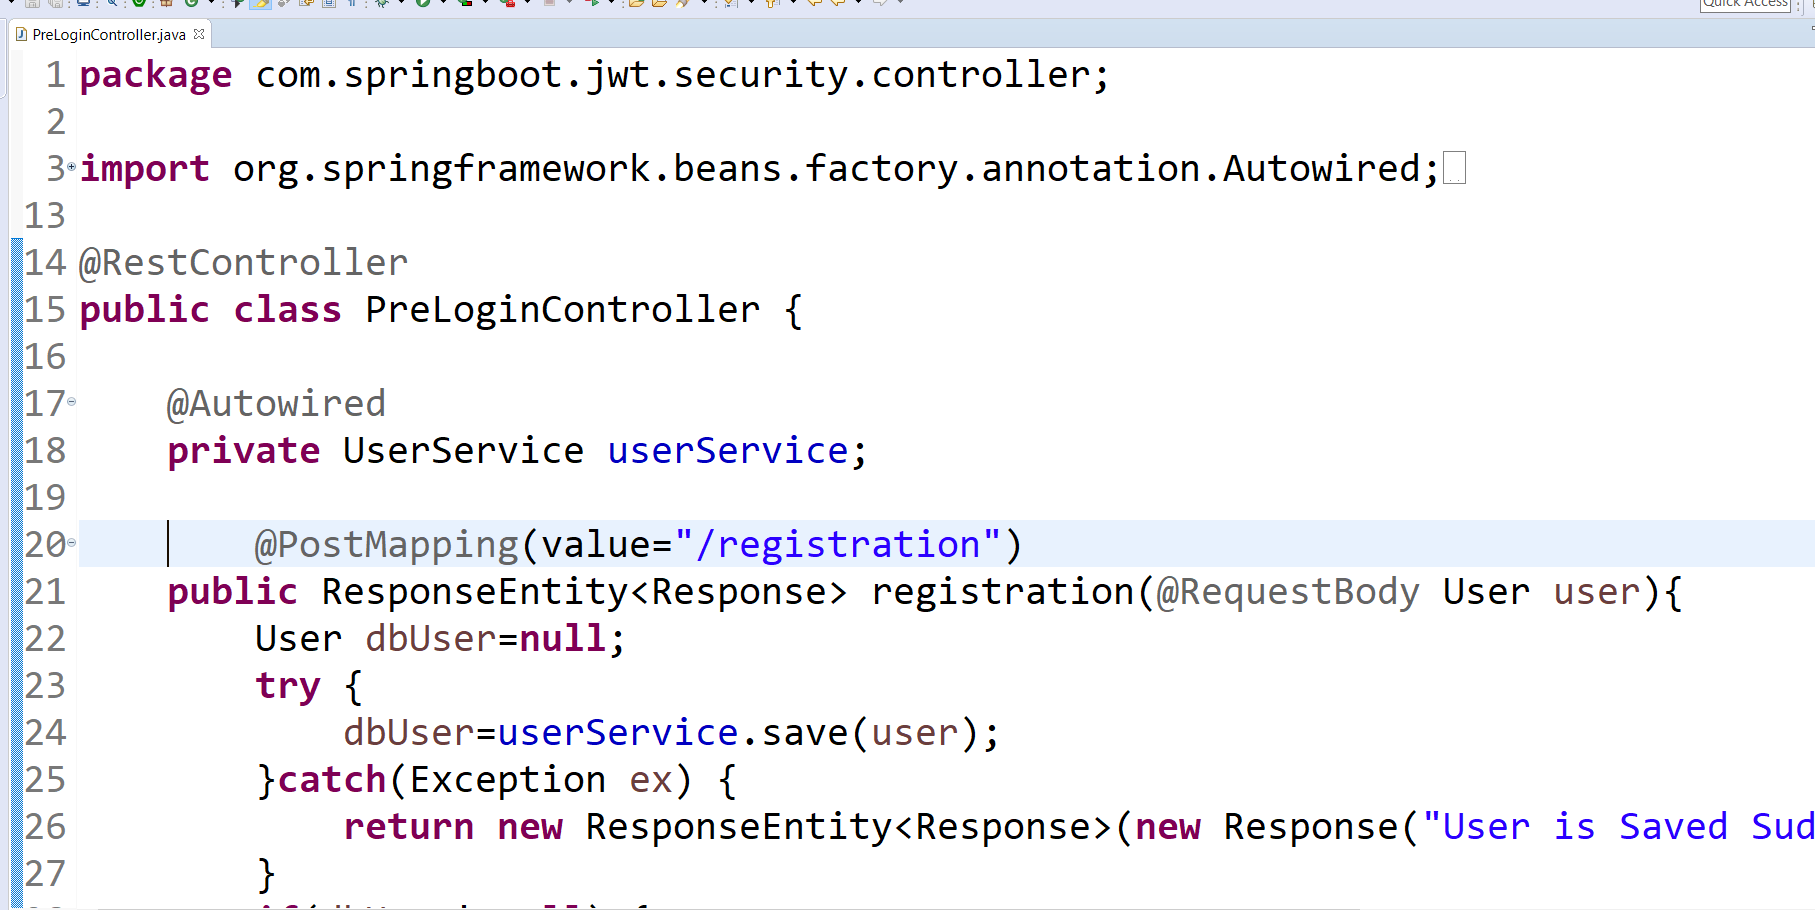 Quick Access
PreLoginController.java
1 package com.springboot.jwt.security.controller;
2
3 import org.springframework.beans.factory.annotation.Autowired;
13
14 @RestController
15 public class PreLoginController {
16
17 @Autowired
18 private UserService userService;
19
20 @PostMapping(value="/registration")
21 public ResponseEntity<Response> registration(@RequestBody User user){
22 User dbUser=null;
23 try {
24 dbUser=userService.save(user);
25 }catch(Exception ex) {
26 return new ResponseEntity<Response>(new Response("User is Saved Sud
27 }